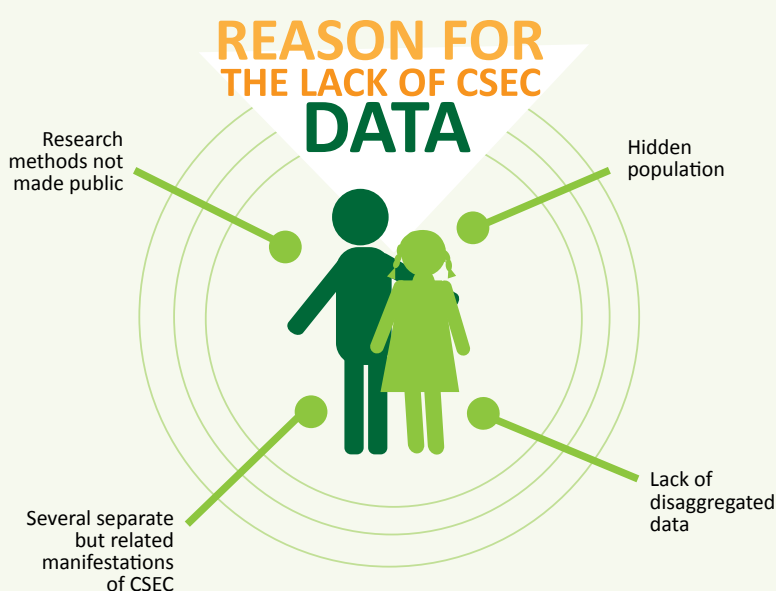 REASON FOR
THE LACK OF CSEC
DATA
Research
methods not
made public
Hidden
population
Several separate
but related
manifestations
of CSEC
Lack of
disaggregated
data